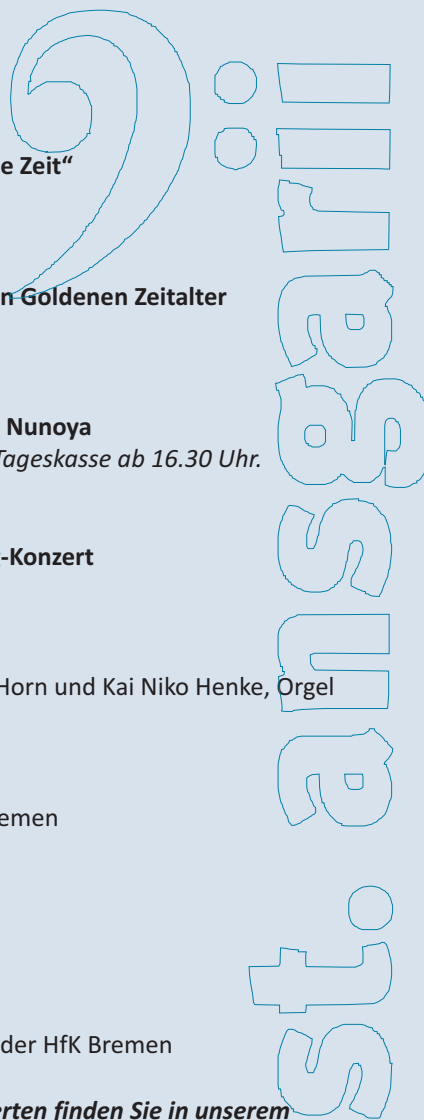 e Zeit“
n Goldenen Zeitalter
Nunoya
Tageskasse ab 16.30 Uhr.
-Konzert
Horn und Kai Niko Henke, Orgel
emen
der HfK Bremen
erten finden Sie in unserem
st. ansgarii